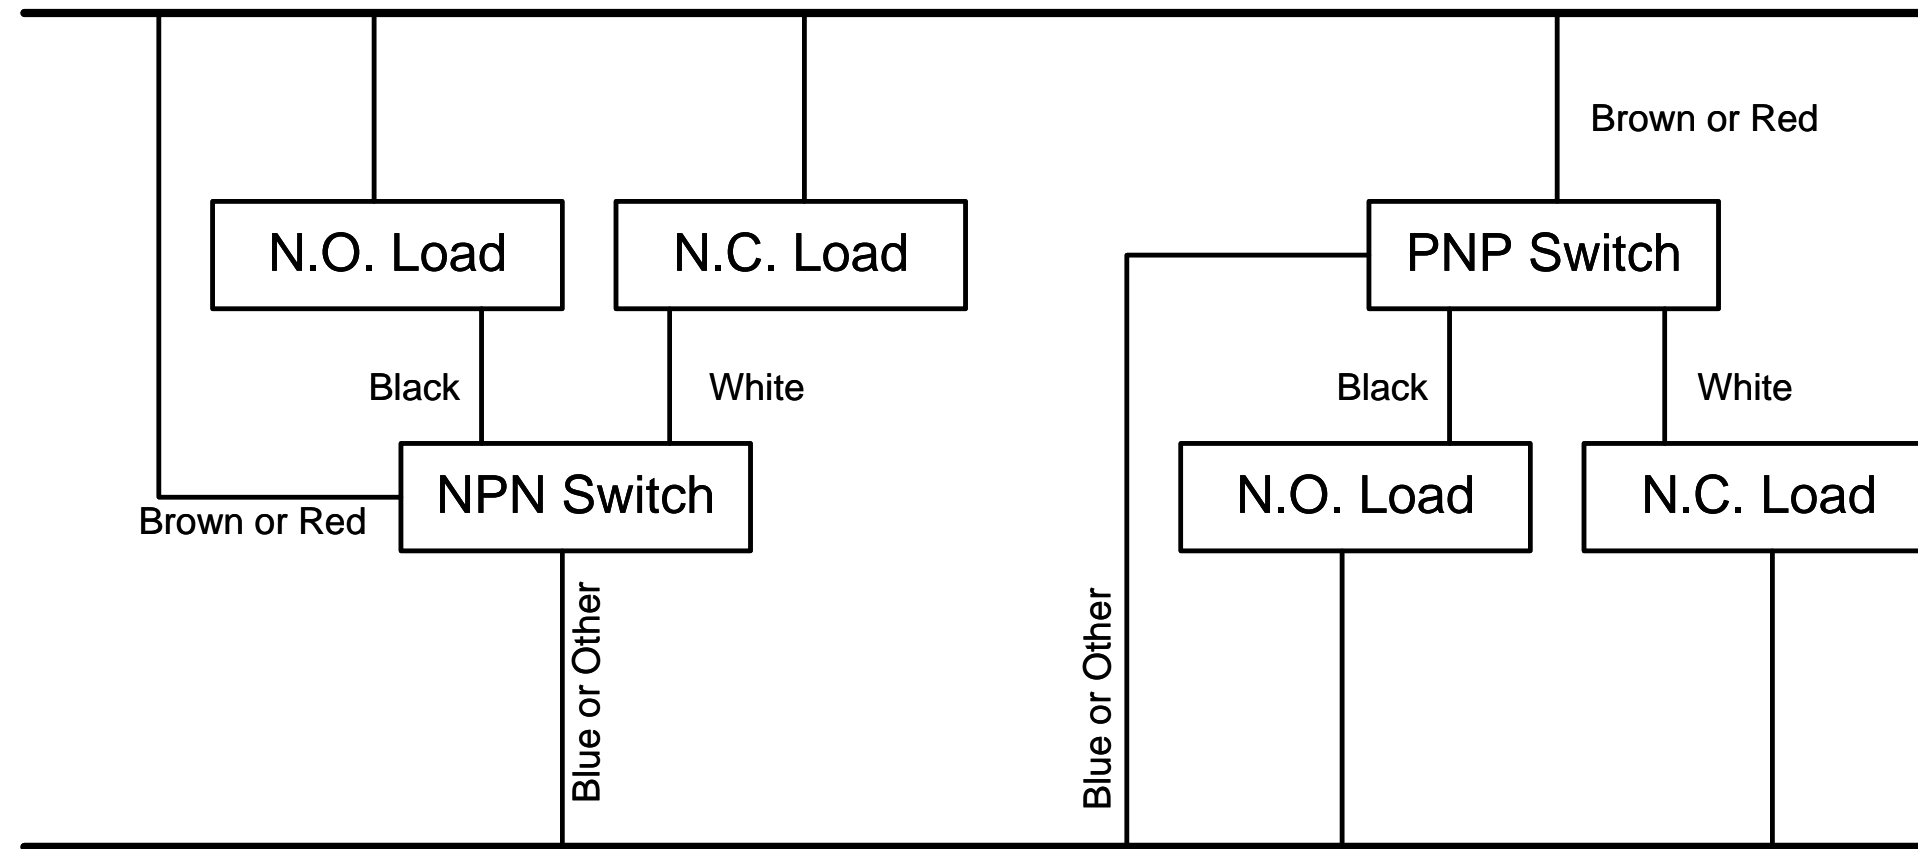 Brown or Red
N.O. Load
N.C. Load
PNP Switch
Black
White
Black
White
NPN Switch
N.O. Load
N.C. Load
Brown or Red
Blue or Other
Blue or Other